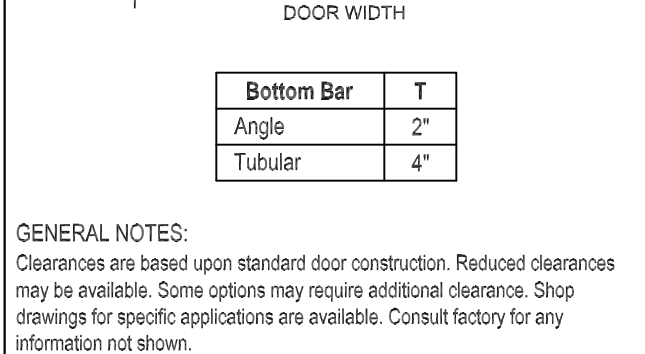 DOOR WIDTH
Bottom Bar T
Angle 2"
Tubular 4"
GENERAL NOTES:
Clearances are based upon standard door construction. Reduced clearances
may be available. Some options may require additional clearance. Shop
drawings for specific applications are available. Consult factory for any
information not shown.